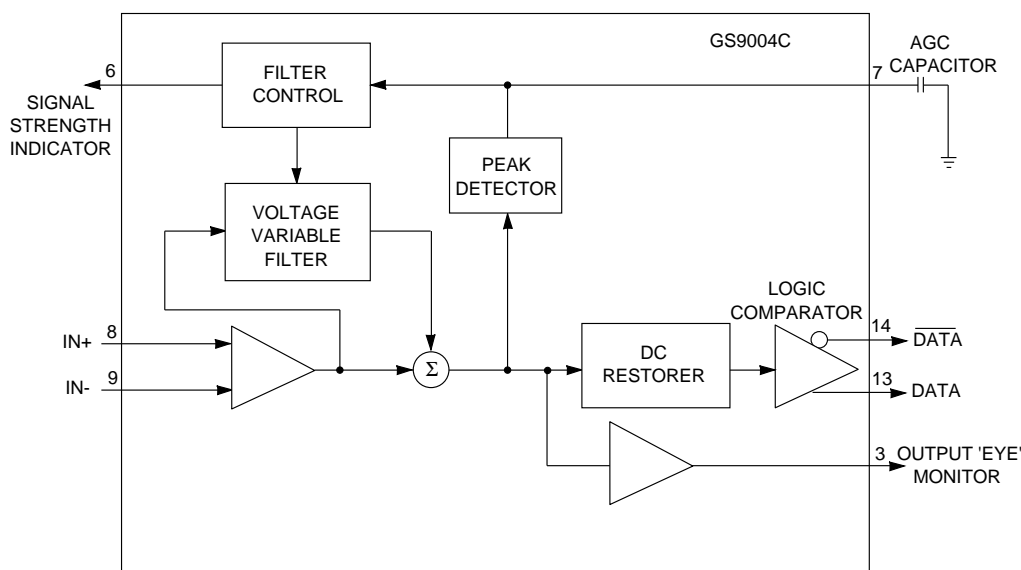 GS9004C
AGC
CAPACITOR
6
FILTER
CONTROL
7
SIGNAL
STRENGTH
INDICATOR
PEAK
DETECTOR
VOLTAGE
VARIABLE
FILTER
LOGIC
COMPARATOR
IN+
8
14
D̅A̅T̅A̅
Σ
DC
RESTORER
IN-
9
13
DATA
3
OUTPUT 'EYE'
MONITOR